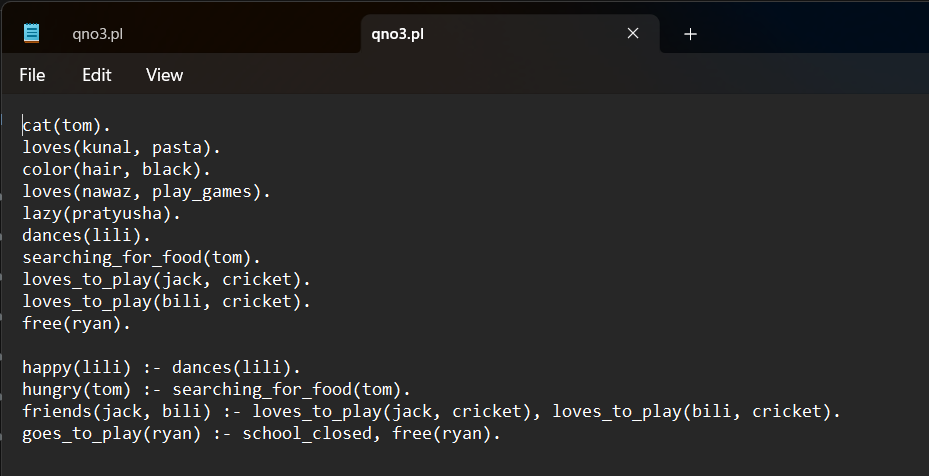 qno3.pl
qno3.pl
File Edit View
cat(tom).
loves(kunal, pasta).
color(hair, black).
loves(nawaz, play_games).
lazy(pratyusha).
dances(lili).
searching_for_food(tom).
loves_to_play(jack, cricket).
loves_to_play(bili, cricket).
free(ryan).
happy(lili) :- dances(lili).
hungry(tom) :- searching_for_food(tom).
friends(jack, bili) :- loves_to_play(jack, cricket), loves_to_play(bili, cricket).
goes_to_play(ryan) :- school_closed, free(ryan).